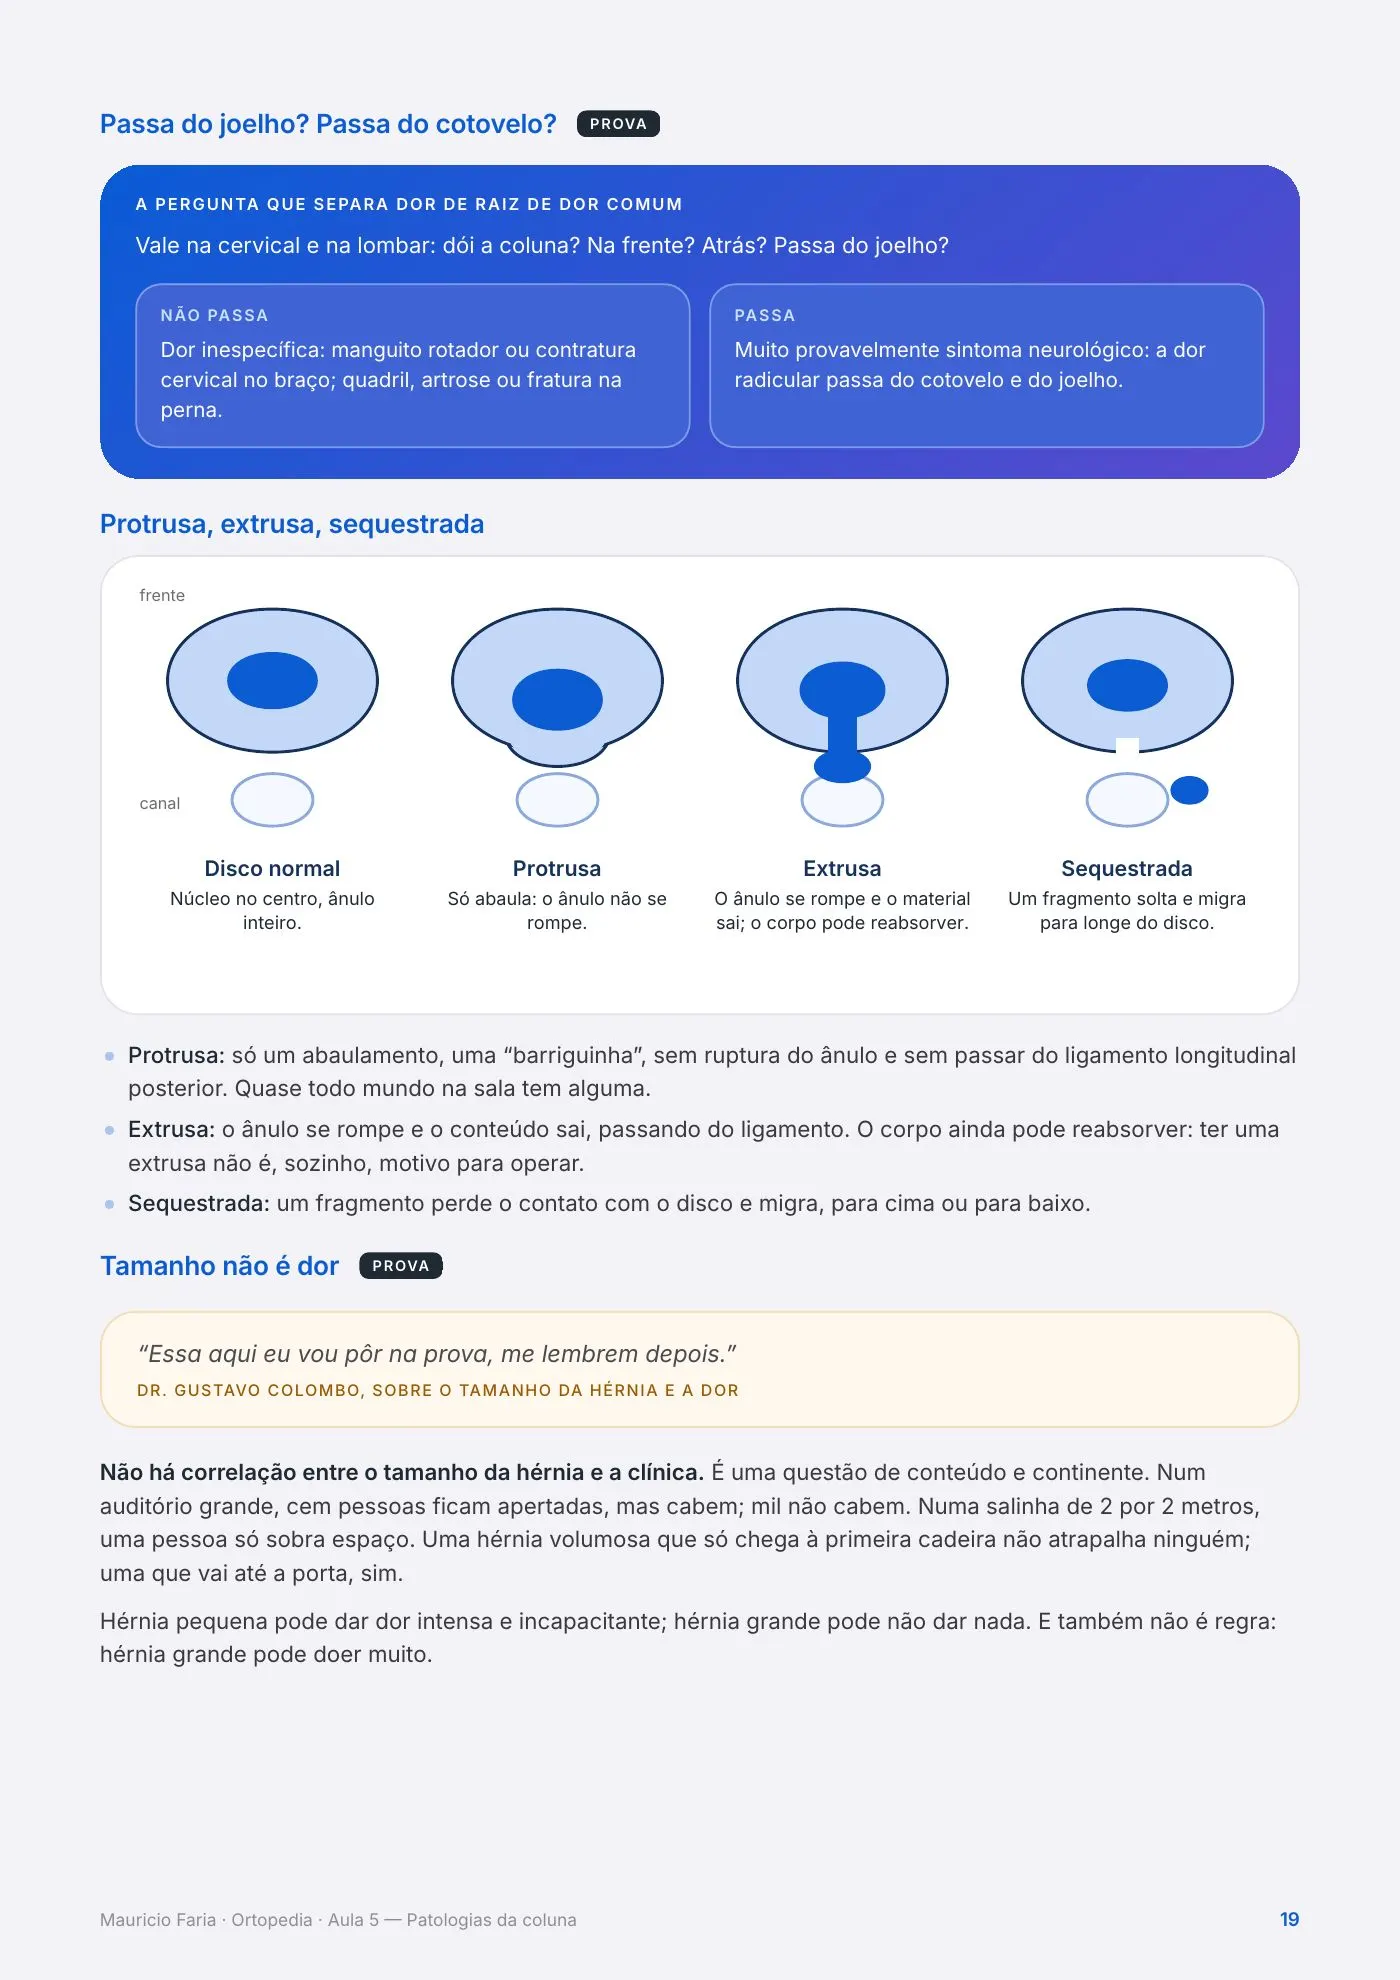 Passa do joelho? Passa do cotovelo? PROVA
A PERGUNTA QUE SEPARA DOR DE RAIZ DE DOR COMUM
Vale na cervical e na lombar: dói a coluna? Na frente? Atrás? Passa do joelho?
NÃO PASSA
Dor inespecífica: manguito rotador ou contratura
cervical no braço; quadril, artrose ou fratura na
perna.
PASSA
Muito provavelmente sintoma neurológico: a dor
radicular passa do cotovelo e do joelho.
Protrusa, extrusa, sequestrada
frente
canal
Disco normal
Núcleo no centro, ânulo
inteiro.
Protrusa
Só abaula: o ânulo não se
rompe.
Extrusa
O ânulo se rompe e o material
sai; o corpo pode reabsorver.
Sequestrada
Um fragmento solta e migra
para longe do disco.
Protrusa: só um abaulamento, uma “barriguinha”, sem ruptura do ânulo e sem passar do ligamento longitudinal
posterior. Quase todo mundo na sala tem alguma.
Extrusa: o ânulo se rompe e o conteúdo sai, passando do ligamento. O corpo ainda pode reabsorver: ter uma
extrusa não é, sozinho, motivo para operar.
Sequestrada: um fragmento perde o contato com o disco e migra, para cima ou para baixo.
Tamanho não é dor PROVA
“Essa aqui eu vou pôr na prova, me lembrem depois.”
DR. GUSTAVO COLOMBO, SOBRE O TAMANHO DA HÉRNIA E A DOR
Não há correlação entre o tamanho da hérnia e a clínica. É uma questão de conteúdo e continente. Num
auditório grande, cem pessoas ficam apertadas, mas cabem; mil não cabem. Numa salinha de 2 por 2 metros,
uma pessoa só sobra espaço. Uma hérnia volumosa que só chega à primeira cadeira não atrapalha ninguém;
uma que vai até a porta, sim.
Hérnia pequena pode dar dor intensa e incapacitante; hérnia grande pode não dar nada. E também não é regra:
hérnia grande pode doer muito.
Mauricio Faria · Ortopedia · Aula 5 — Patologias da coluna
19